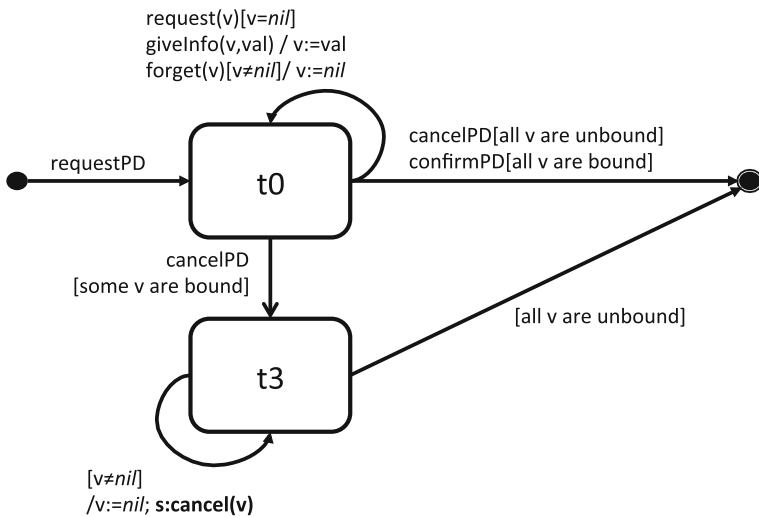 request(v)[v=nil]
giveInfo(v,val) / v:=val
forget(v)[v≠nil]/ v:=nil
requestPD
t0
cancelPD[all v are unbound]
confirmPD[all v are bound]
cancelPD
[some v are bound]
[all v are unbound]
t3
[v≠nil]
/v:=nil; s:cancel(v)